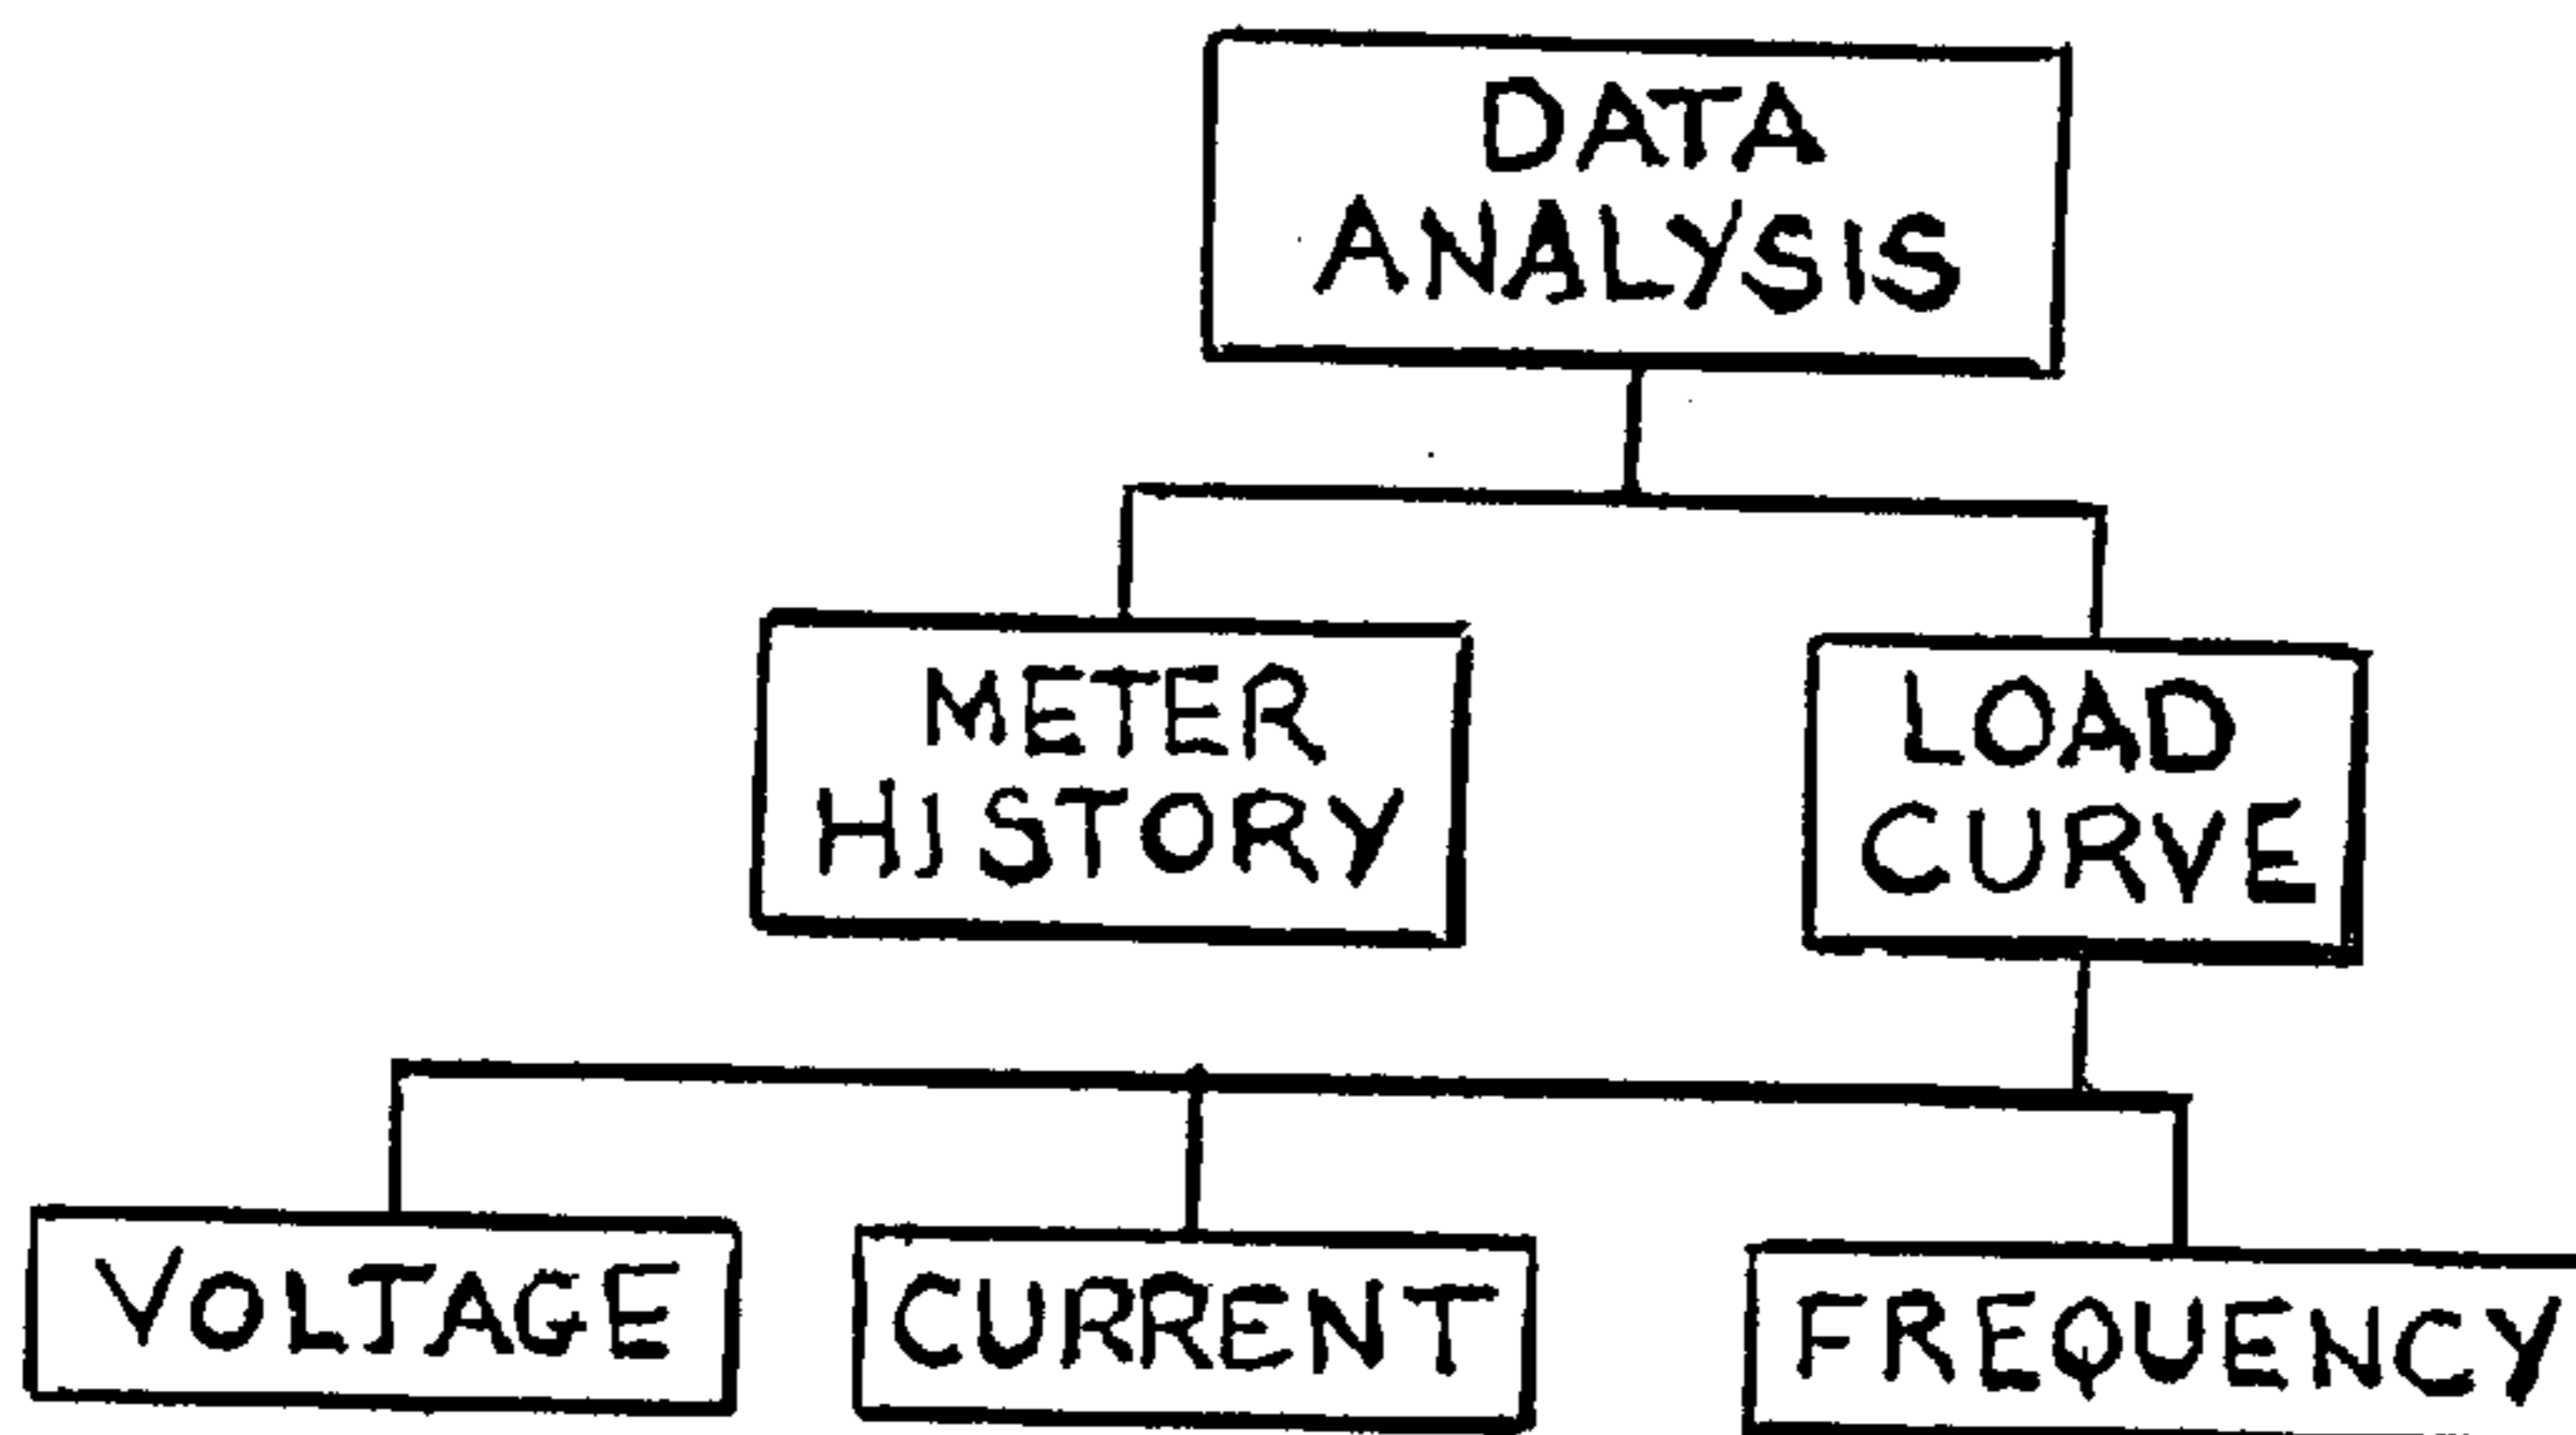 DATA
ANALYSIS
METER
HISTORY
LOAD
CURVE
VOLTAGE
CURRENT
FREQUENCY